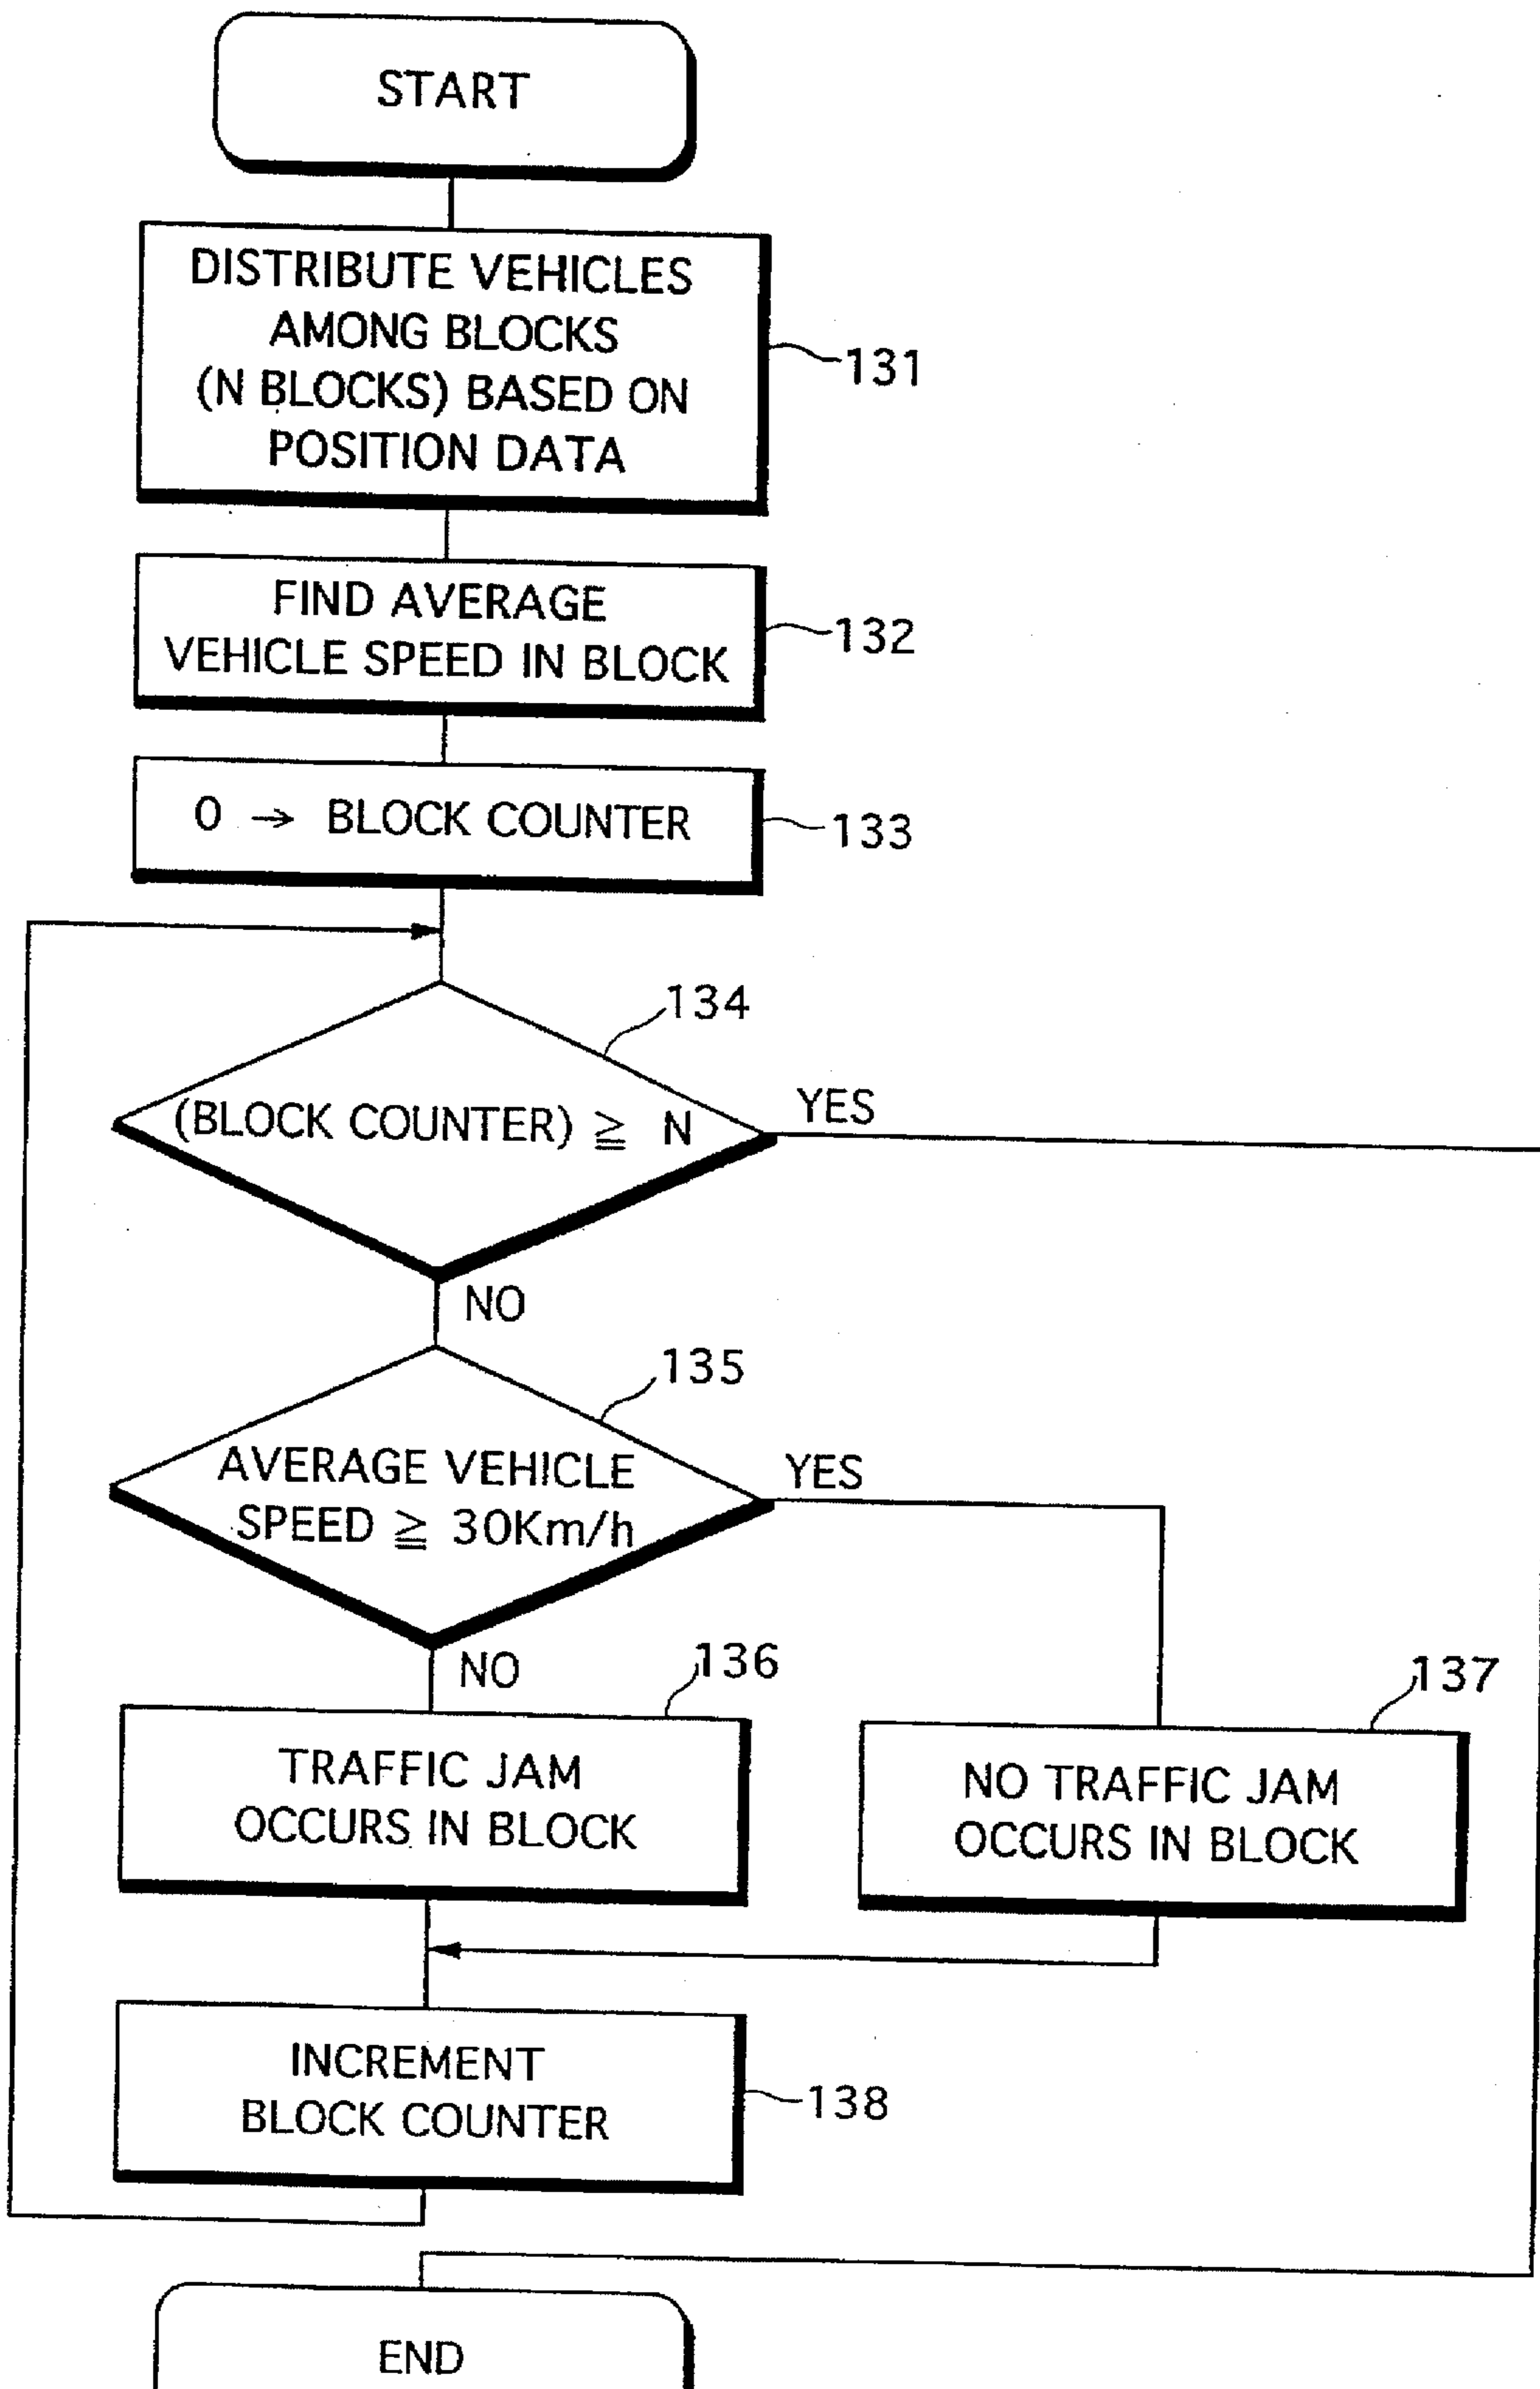 START
DISTRIBUTE VEHICLES
AMONG BLOCKS
(N BLOCKS) BASED ON
POSITION DATA
131
FIND AVERAGE
VEHICLE SPEED IN BLOCK
132
0 → BLOCK COUNTER
133
134
(BLOCK COUNTER) ≧ N
YES
NO
135
AVERAGE VEHICLE
SPEED ≧ 30Km/h
YES
NO
136
TRAFFIC JAM
OCCURS IN BLOCK
137
NO TRAFFIC JAM
OCCURS IN BLOCK
INCREMENT
BLOCK COUNTER
138
END